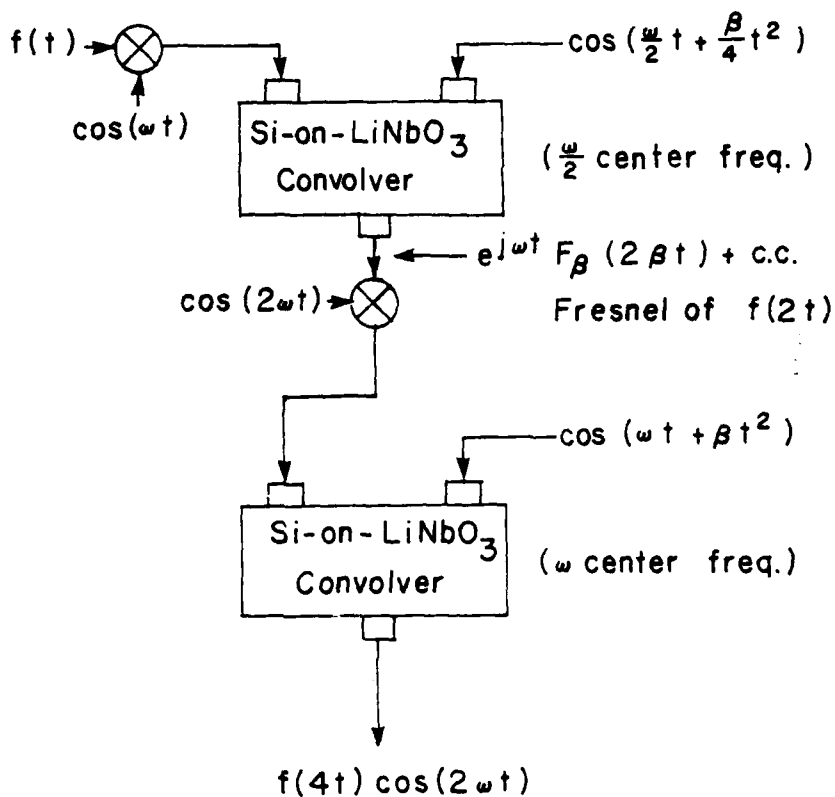 f(t)
cos(ωt)
cos(ω/2 t + β/4 t²)
Si-on-LiNbO₃
Convolver
(ω/2 center freq.)
e^jωt F_β (2βt) + c.c.
Fresnel of f(2t)
cos(2ωt)
cos(ωt + βt²)
Si-on-LiNbO₃
Convolver
(ω center freq.)
f(4t) cos(2ωt)